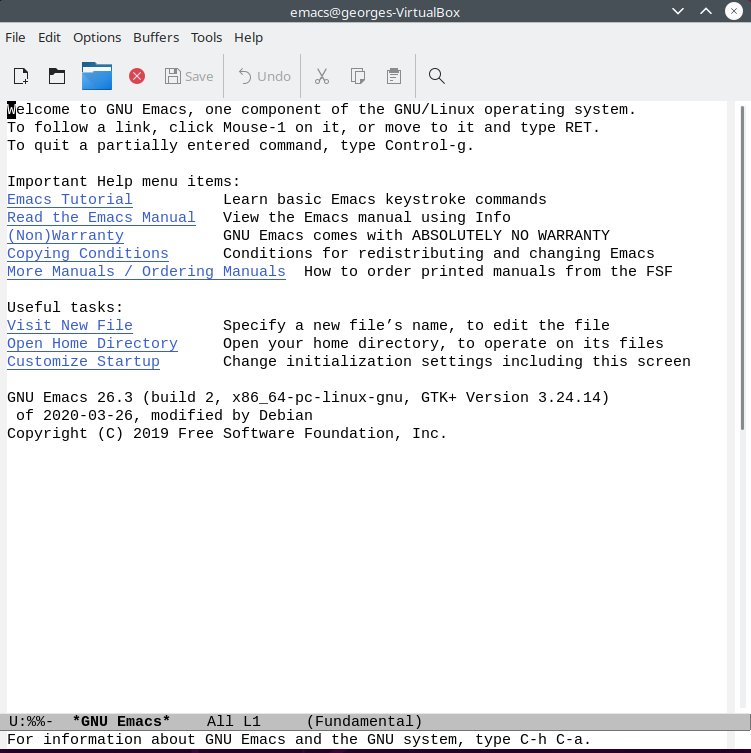 emacs@georges-VirtualBox
File Edit Options Buffers Tools Help
Save Undo
Welcome to GNU Emacs, one component of the GNU/Linux operating system.
To follow a link, click Mouse-1 on it, or move to it and type RET.
To quit a partially entered command, type Control-g.
Important Help menu items:
Emacs Tutorial Learn basic Emacs keystroke commands
Read the Emacs Manual View the Emacs manual using Info
(Non)Warranty GNU Emacs comes with ABSOLUTELY NO WARRANTY
Copying Conditions Conditions for redistributing and changing Emacs
More Manuals / Ordering Manuals How to order printed manuals from the FSF
Useful tasks:
Visit New File Specify a new file’s name, to edit the file
Open Home Directory Open your home directory, to operate on its files
Customize Startup Change initialization settings including this screen
GNU Emacs 26.3 (build 2, x86_64-pc-linux-gnu, GTK+ Version 3.24.14)
of 2020-03-26, modified by Debian
Copyright (C) 2019 Free Software Foundation, Inc.
U:%%- *GNU Emacs* All L1 (Fundamental)
For information about GNU Emacs and the GNU system, type C-h C-a.